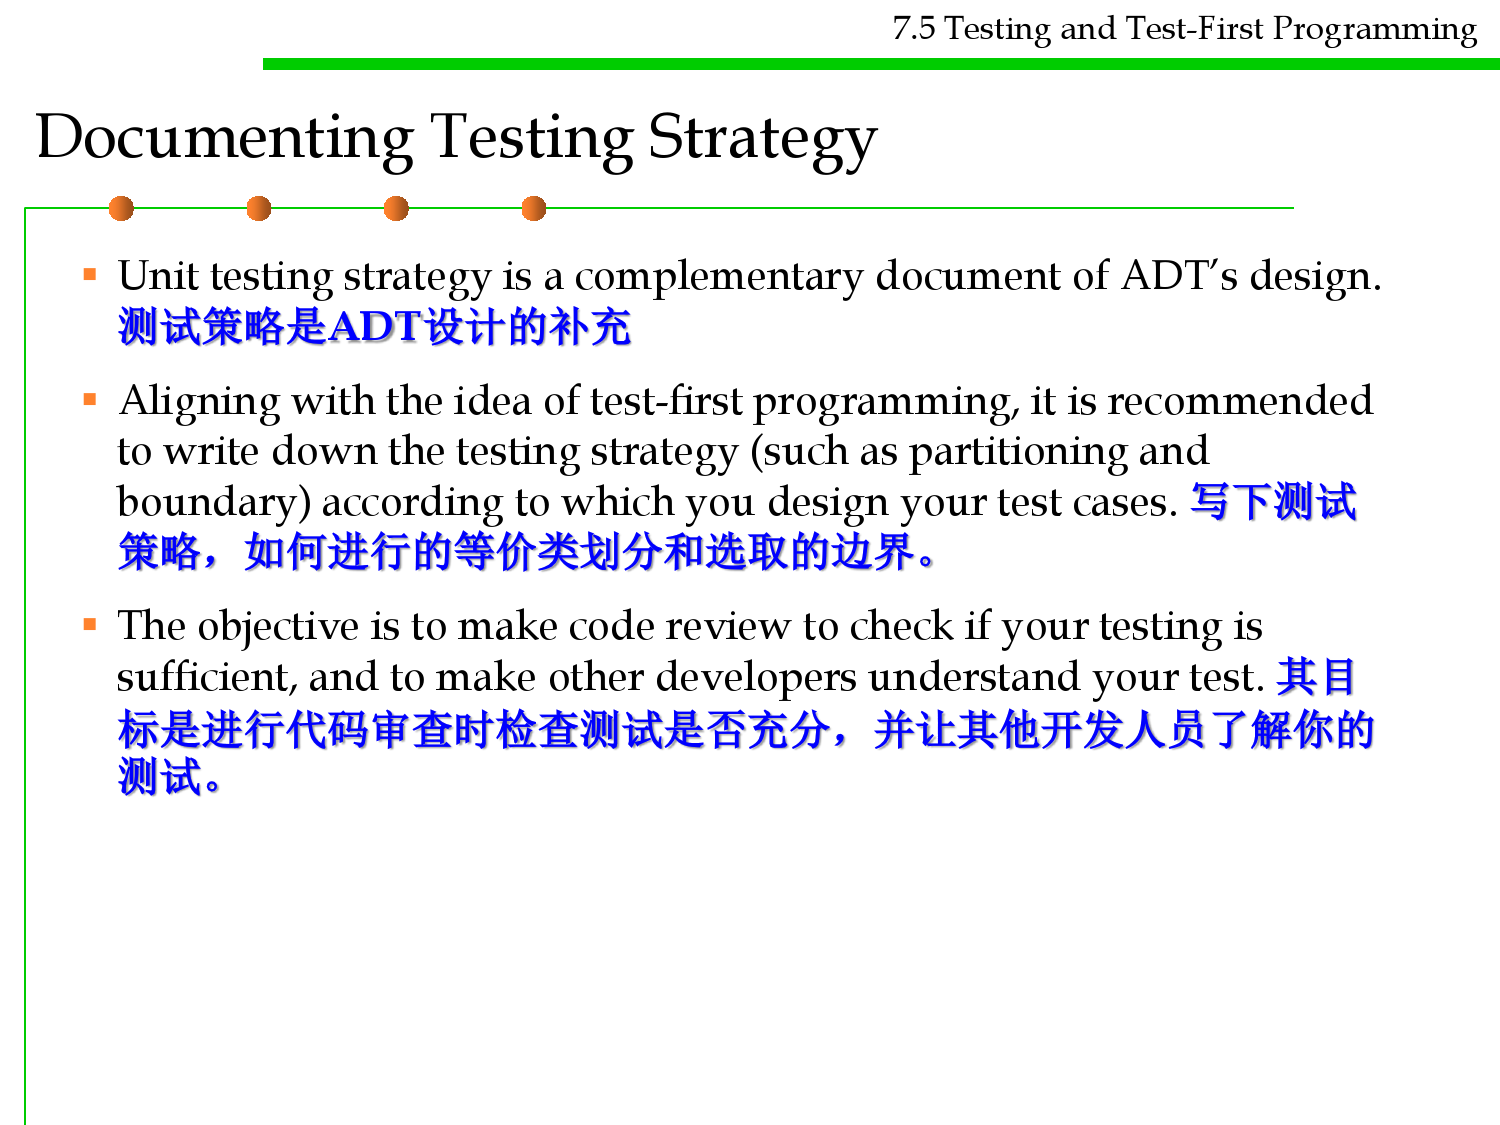 7.5 Testing and Test-First Programming
Documenting Testing Strategy
Unit testing strategy is a complementary document of ADT’s design.
测试策略是ADT设计的补充
Aligning with the idea of test-first programming, it is recommended
to write down the testing strategy (such as partitioning and
boundary) according to which you design your test cases. 写下测试
策略，如何进行的等价类划分和选取的边界。
The objective is to make code review to check if your testing is
sufficient, and to make other developers understand your test. 其目
标是进行代码审查时检查测试是否充分，并让其他开发人员了解你的
测试。